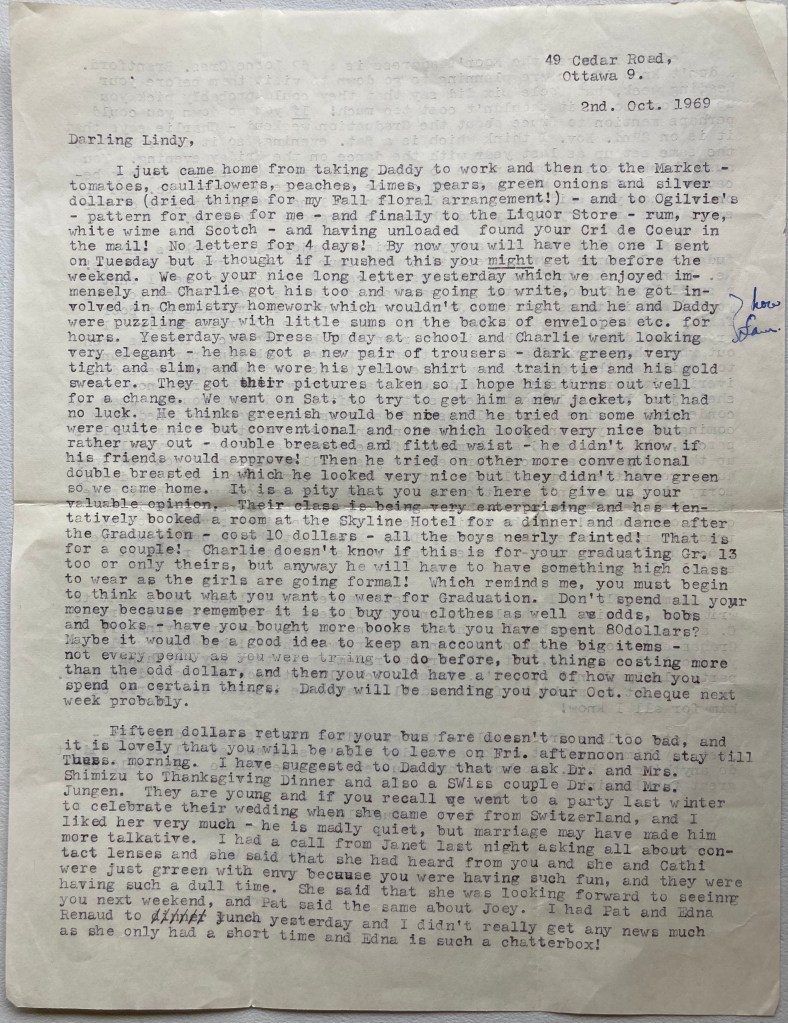 49 Cedar Road,
Ottawa 9.
2nd. Oct. 1969
Darling Lindy,
I just came home from taking Daddy to work and then to the Market -
tomatoes, cauliflowers, peaches, limes, pears, green onions and silver
dollars (dried things for my Fall floral arrangement!) - and to Ogilvie's
- pattern for dress for me - and finally to the Liquor Store - rum, rye,
white wime and Scotch - and having unloaded found your Cri de Coeur in
the mail! No letters for 4 days! By now you will have the one I sent
on Tuesday but I thought if I rushed this you might get it before the
weekend. We got your nice long letter yesterday which we enjoyed im-
mensely and Charlie got his too and was going to write, but he got in-
volved in Chemistry homework which wouldn't come right and he and Daddy
were puzzling away with little sums on the backs of envelopes etc. for
hours. Yesterday was Dress Up day at school and Charlie went looking
very elegant - he has got a new pair of trousers - dark green, very
tight and slim, and he wore his yellow shirt and train tie and his gold
sweater. They got their pictures taken so I hope his turns out well
for a change. We went on Sat. to try to get him a new jacket, but had
no luck. He thinks greenish would be nice and he tried on some which
were quite nice but conventional and one which looked very nice but
rather way out - double breasted and fitted waist - he didn't know if
his friends would approve! Then he tried on other more conventional
double breasted in which he looked very nice but they didn't have green
so we came home. It is a pity that you aren't here to give us your
valuable opinion. Their class is being very enterprising and has ten-
tatively booked a room at the Skyline Hotel for a dinner and dance after
the Graduation - cost 10 dollars - all the boys nearly fainted! That is
for a couple! Charlie doesn't know if this is for your graduating Gr. 13
too or only theirs, but anyway he will have to have something high class
to wear as the girls are going formal! Which reminds me, you must begin
to think about what you want to wear for Graduation. Don't spend all your
money because remember it is to buy you clothes as well as odds, bobs
and books - have you bought more books that you have spent 80dollars?
Maybe it would be a good idea to keep an account of the big items -
not every penny as you were trying to do before, but things costing more
than the odd dollar, and then you would have a record of how much you
spend on certain things. Daddy will be sending you your Oct. cheque next
week probably.
how
Fifteen dollars return for your bus fare doesn't sound too bad, and
it is lovely that you will be able to leave on Fri. afternoon and stay till
Tues. morning. I have suggested to Daddy that we ask Dr. and Mrs.
Shimizu to Thanksgiving Dinner and also a SWiss couple Dr. and Mrs.
Jungen. They are young and if you recall we went to a party last winter
to celebrate their wedding when she came over from Switzerland, and I
liked her very much - he is madly quiet, but marriage may have made him
more talkative. I had a call from Janet last night asking all about con-
tact lenses and she said that she had heard from you and she and Cathi
were just grreen with envy because you were having such fun, and they were
having such a dull time. She said that she was looking forward to seeinrg
you next weekend, and Pat said the same about Joey. I had Pat and Edna
Renaud to dinner lunch yesterday and I didn't really get any news much
as she only had a short time and Edna is such a chatterbox!